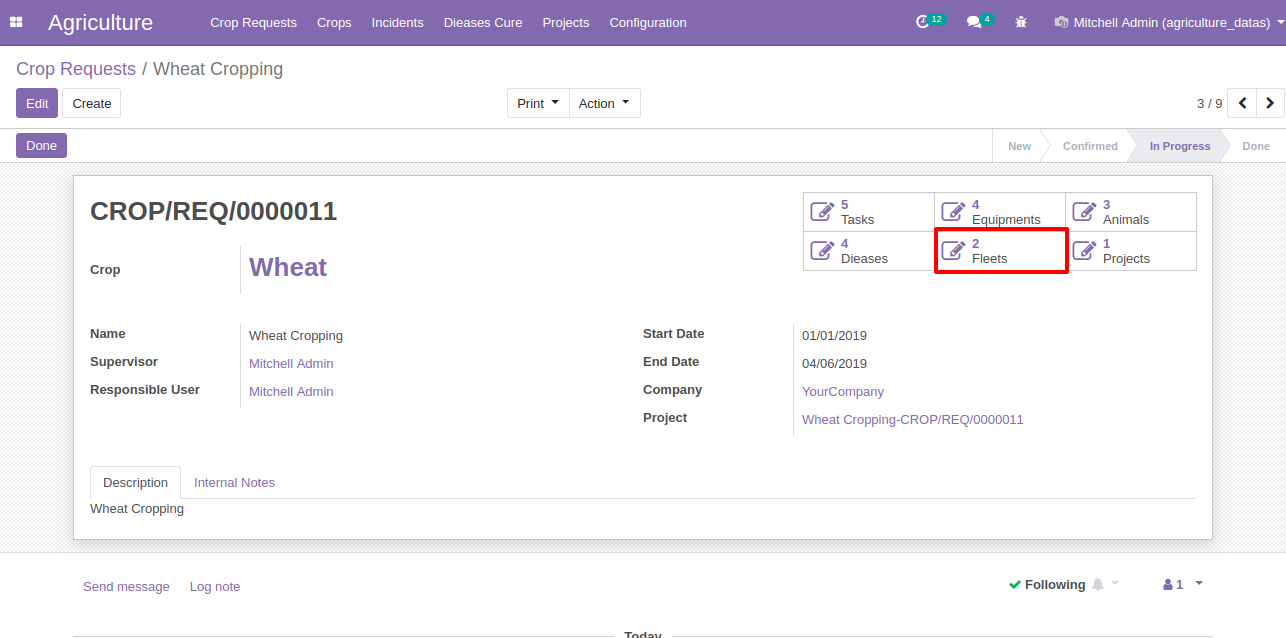 Agriculture Crop Requests Crops Incidents Dieases Cure Projects Configuration 12 4 Mitchell Admin (agriculture_datas)
Crop Requests / Wheat Cropping
Edit Create Print Action 3 / 9
Done New Confirmed In Progress Done
CROP/REQ/0000011
5 Tasks 4 Equipments 3 Animals
4 Dieases 2 Fleets 1 Projects
Crop Wheat
Name Wheat Cropping Start Date 01/01/2019
Supervisor Mitchell Admin End Date 04/06/2019
Responsible User Mitchell Admin Company YourCompany
Project Wheat Cropping-CROP/REQ/0000011
Description Internal Notes
Wheat Cropping
Send message Log note Following 1
Today